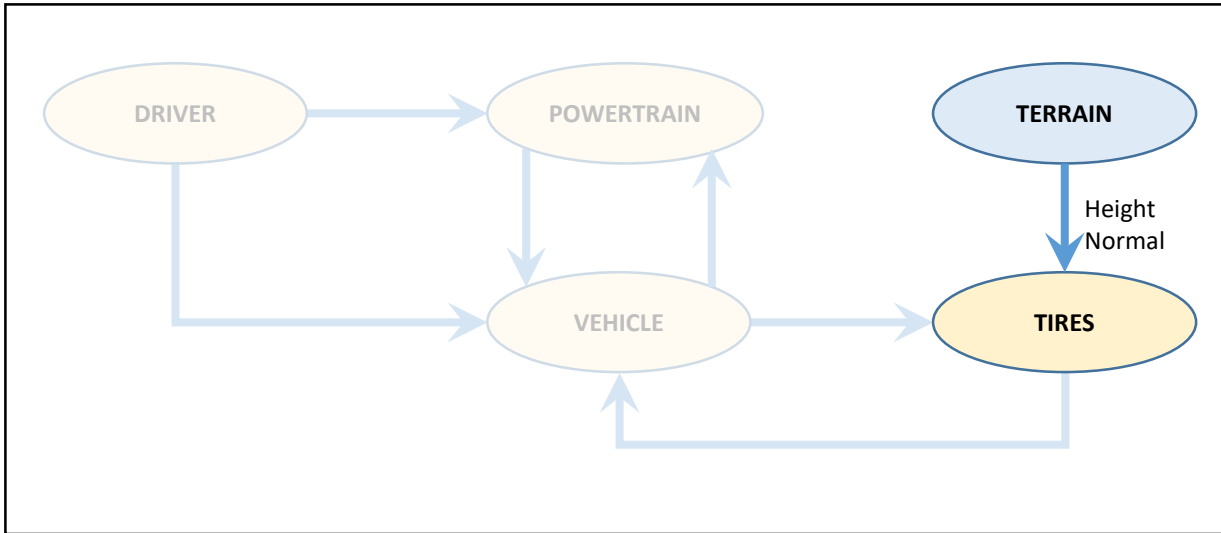 DRIVER
POWERTRAIN
TERRAIN
Height
Normal
VEHICLE
TIRES